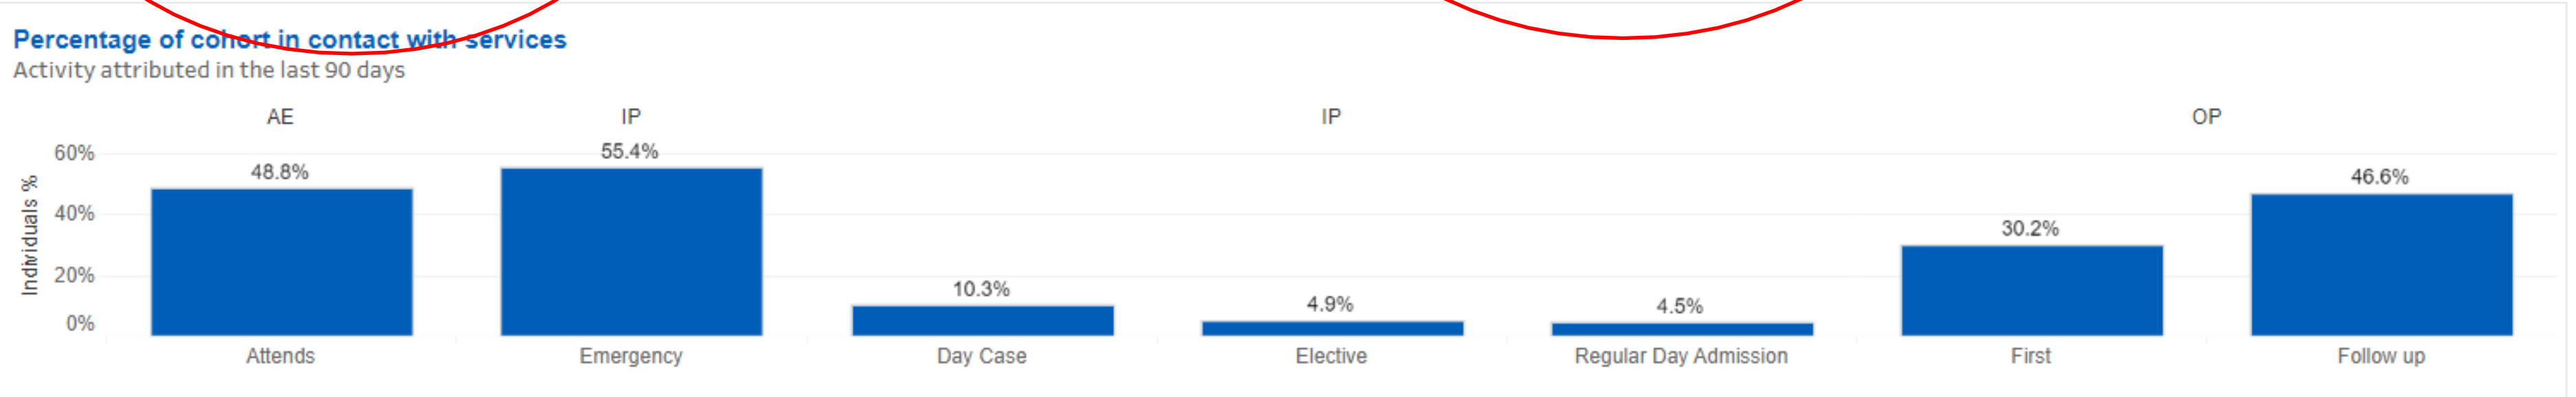 Percentage of cohort in contact with services
Activity attributed in the last 90 days
AE IP IP OP
Individuals %
60%
40%
20%
0%
48.8% 55.4% 10.3% 4.9% 4.5% 30.2% 46.6%
Attends Emergency Day Case Elective Regular Day Admission First Follow up